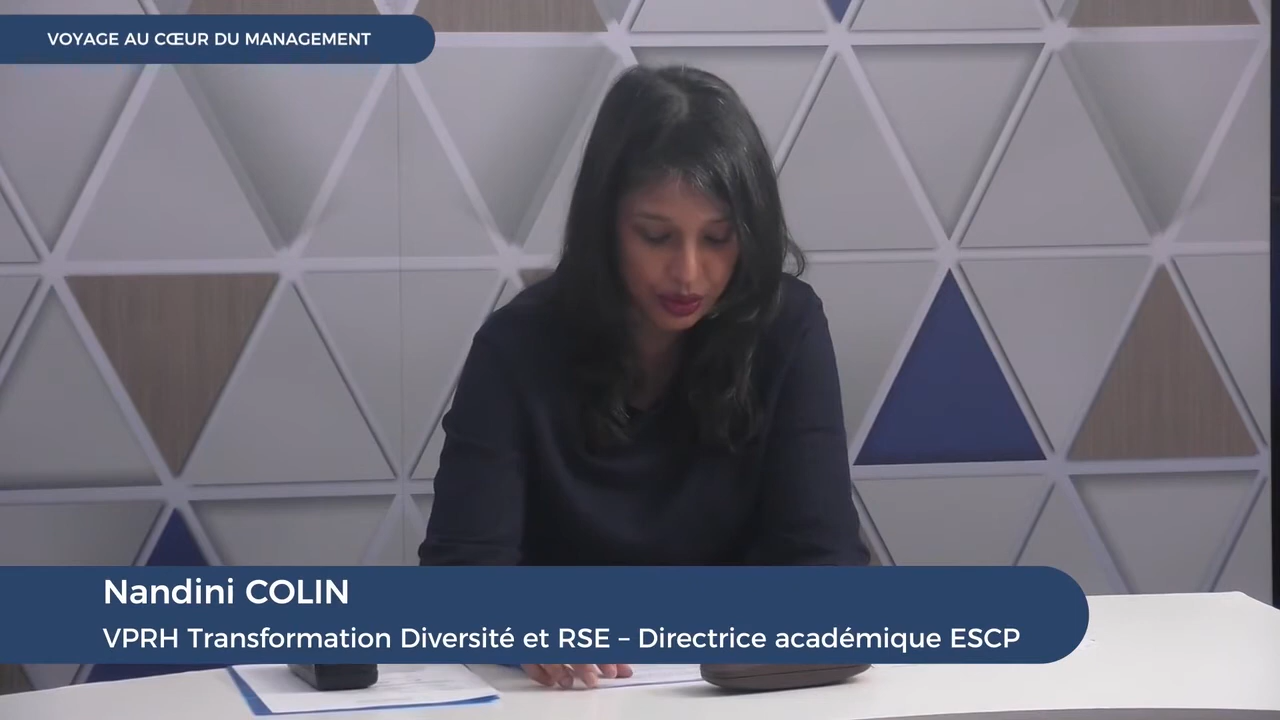 VOYAGE AU CŒUR DU MANAGEMENT
Nandini COLIN
VPRH Transformation Diversité et RSE – Directrice académique ESCP